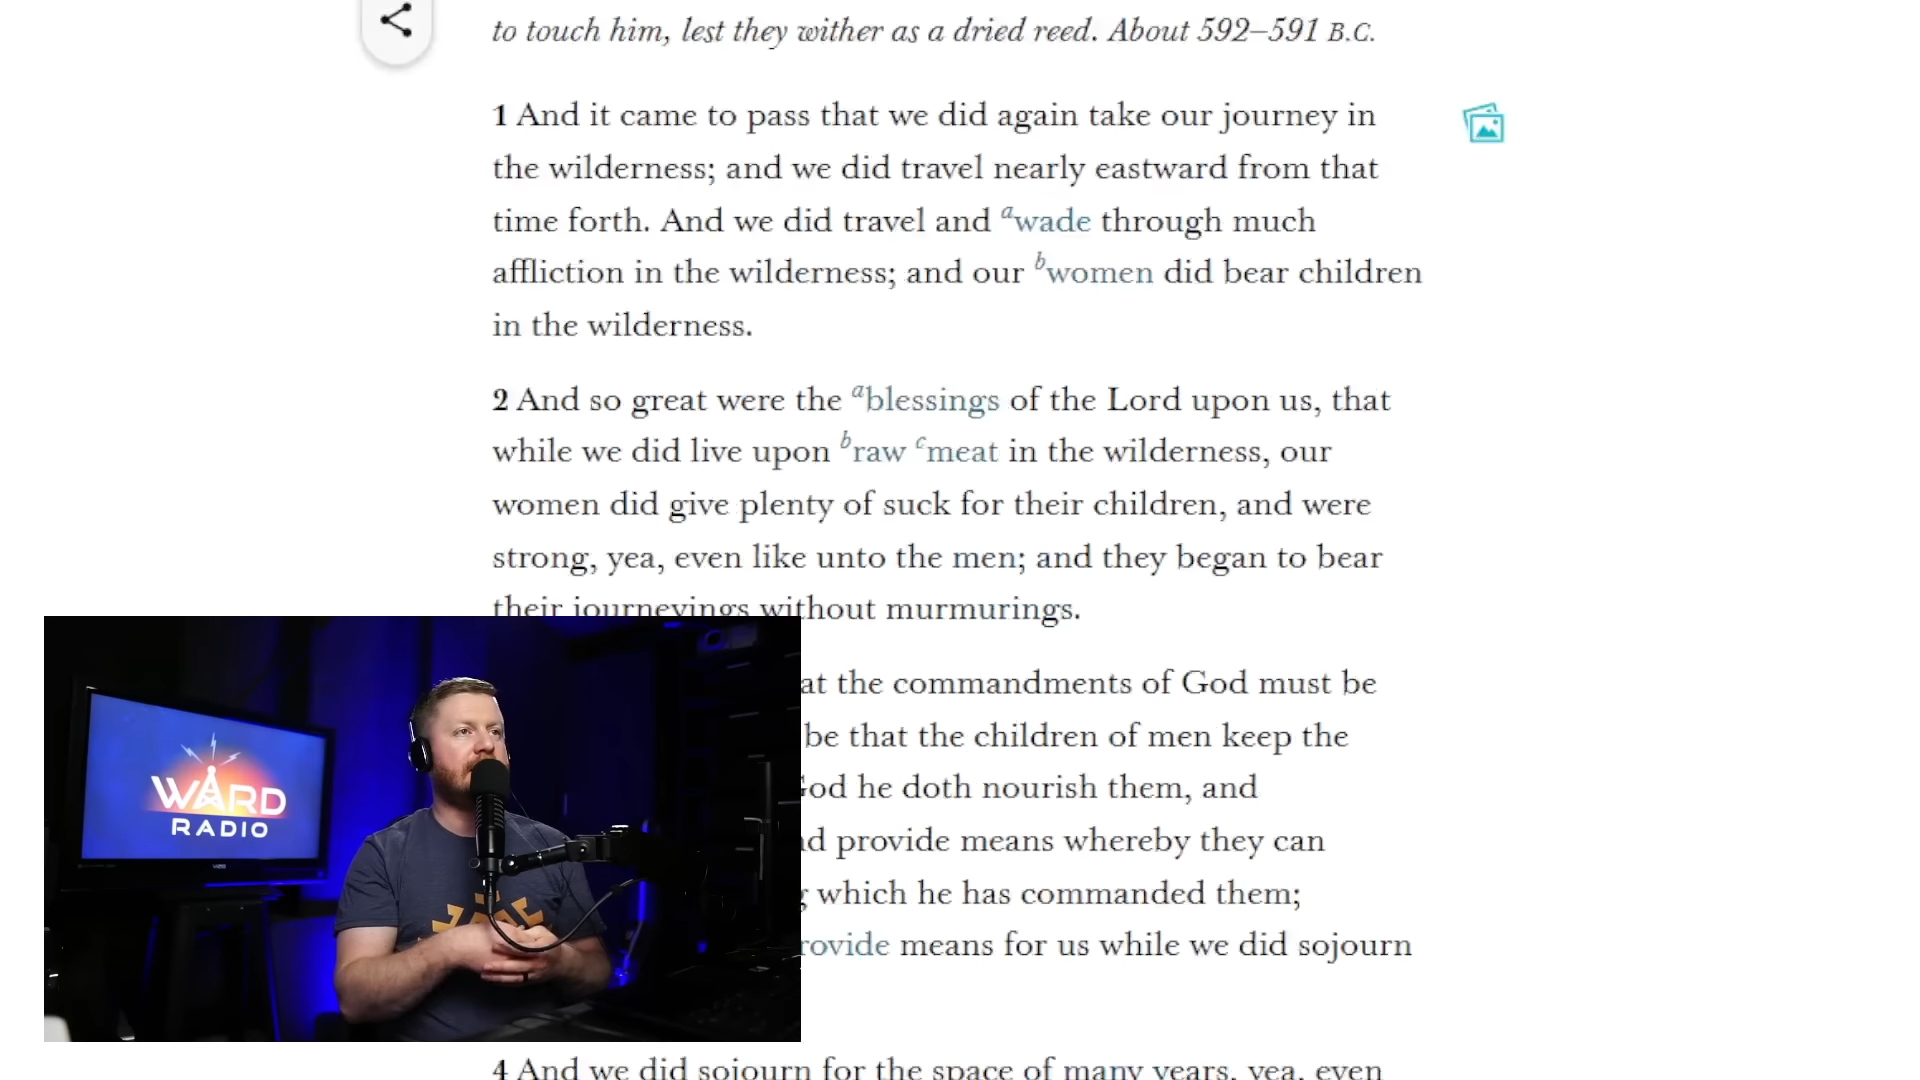 to touch him, lest they wither as a dried reed. About 592–591 B.C.
1 And it came to pass that we did again take our journey in
the wilderness; and we did travel nearly eastward from that
time forth. And we did travel and a wade through much
affliction in the wilderness; and our b women did bear children
in the wilderness.
2 And so great were the a blessings of the Lord upon us, that
while we did live upon b raw c meat in the wilderness, our
women did give plenty of suck for their children, and were
strong, yea, even like unto the men; and they began to bear
their journeyings without murmurings.
the commandments of God must be
be that the children of men keep the
God he doth nourish them, and
provide means whereby they can
which he has commanded them;
means for us while we did sojourn
4 And we did sojourn for the space of many years, yea, even
WARD
RADIO